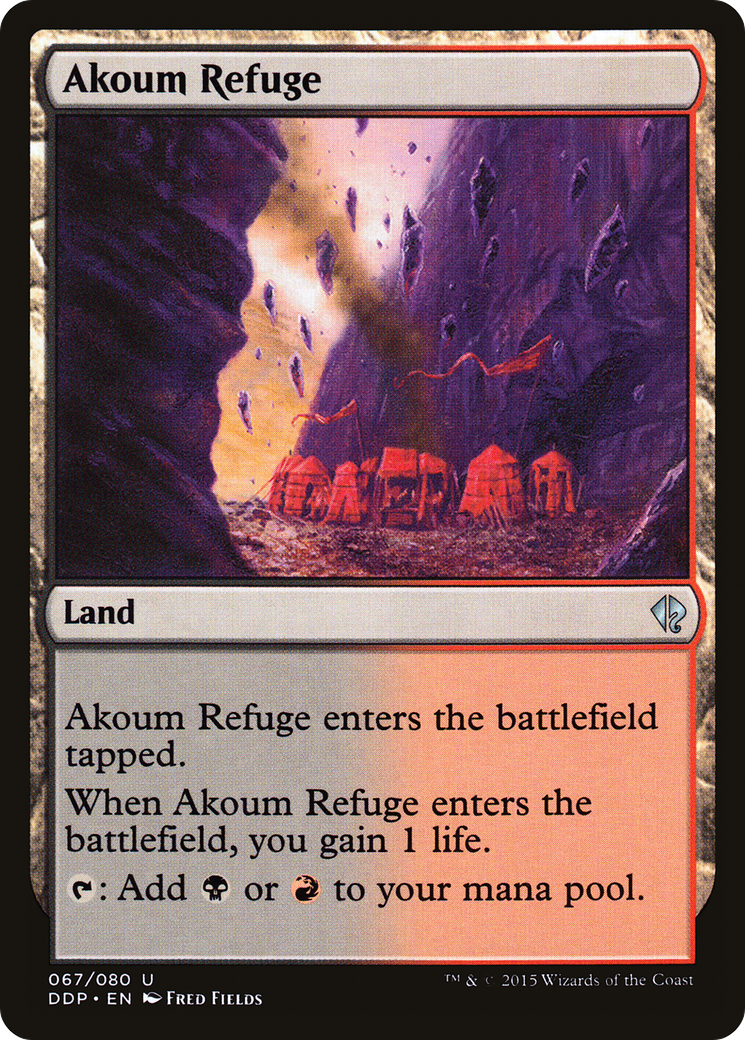 Akoum Refuge
Land
Akoum Refuge enters the battlefield
tapped.
When Akoum Refuge enters the
battlefield, you gain 1 life.
: Add or to your mana pool.
067/080 U
DDP • EN Fred Fields
™ & © 2015 Wizards of the Coast